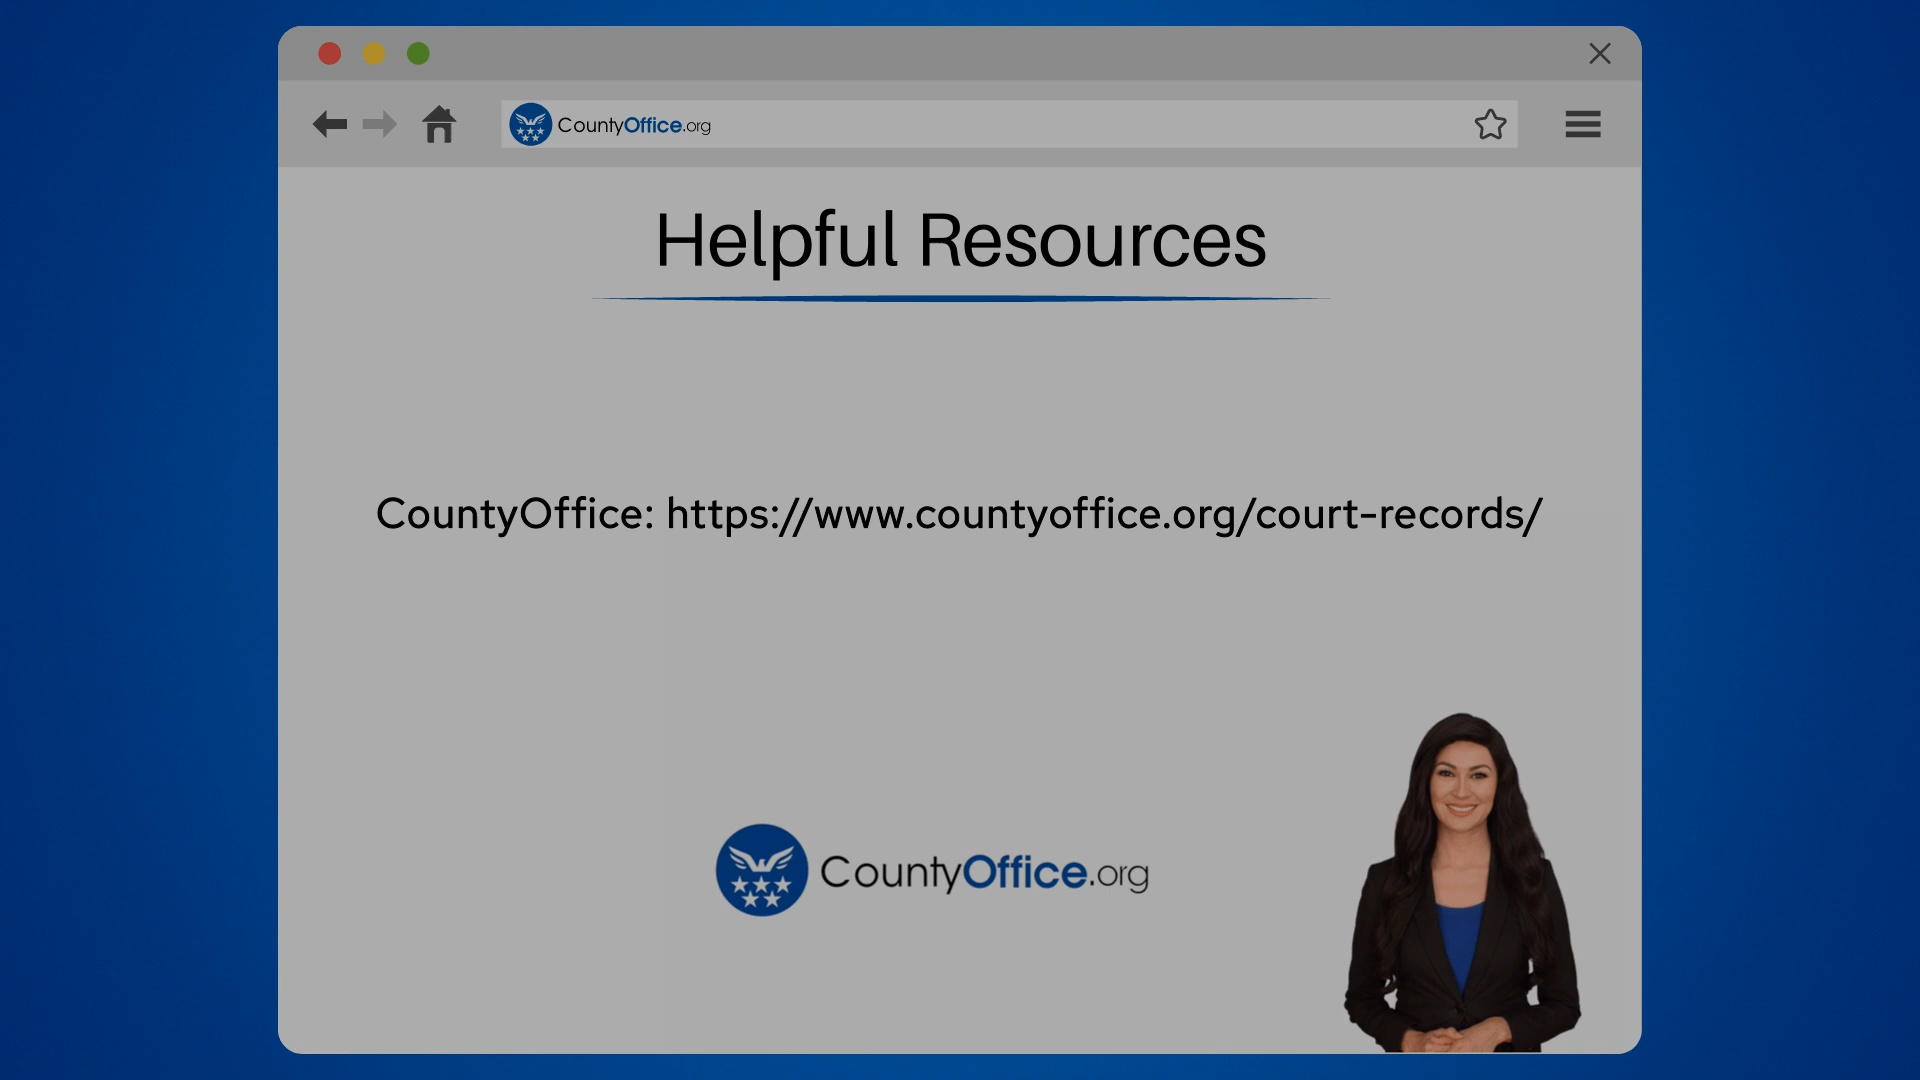 CountyOffice.org
Helpful Resources
CountyOffice: https://www.countyoffice.org/court-records/
CountyOffice.org